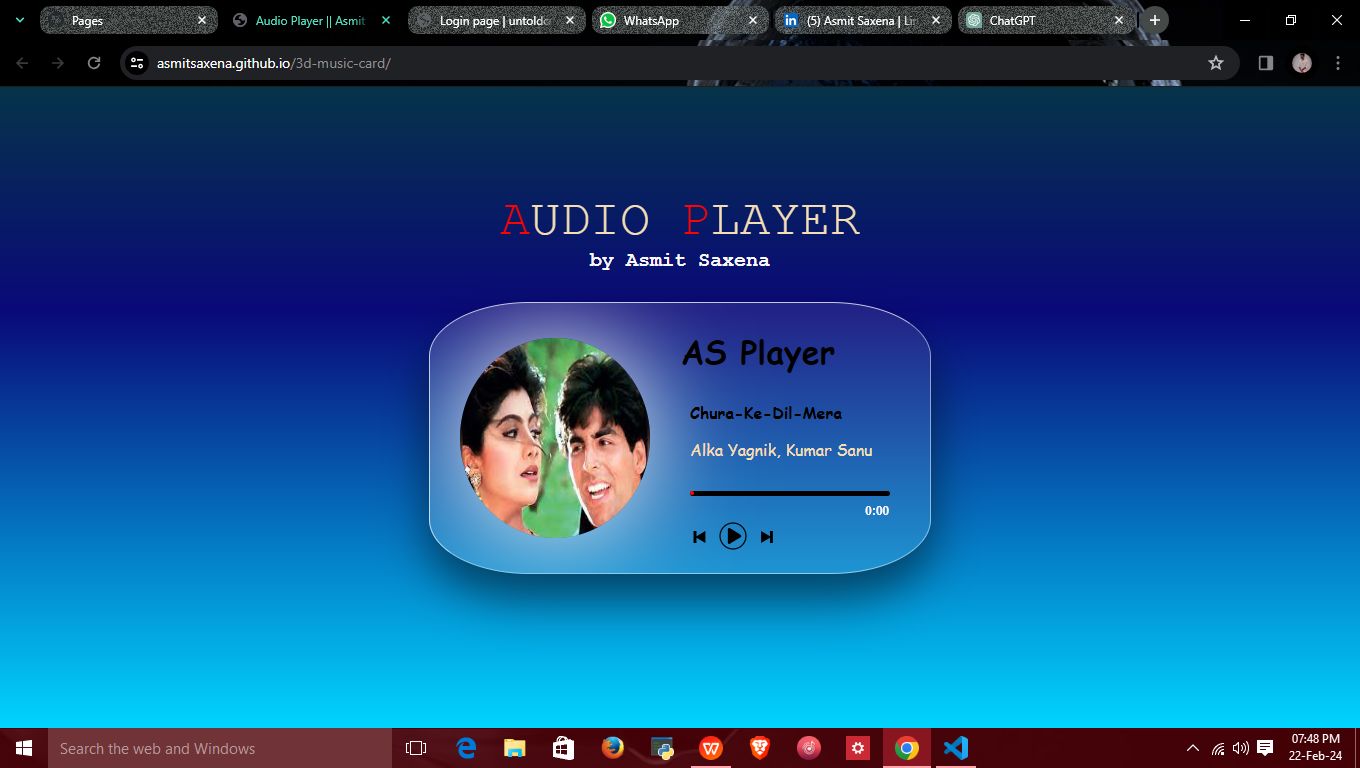 Pages
Audio Player || Asmit
Login page | untoldc
WhatsApp
(5) Asmit Saxena | Li
ChatGPT
asmitsaxena.github.io/3d-music-card/
AUDIO PLAYER
by Asmit Saxena
AS Player
Chura-Ke-Dil-Mera
Alka Yagnik, Kumar Sanu
0:00
Search the web and Windows
07:48 PM
22-Feb-24